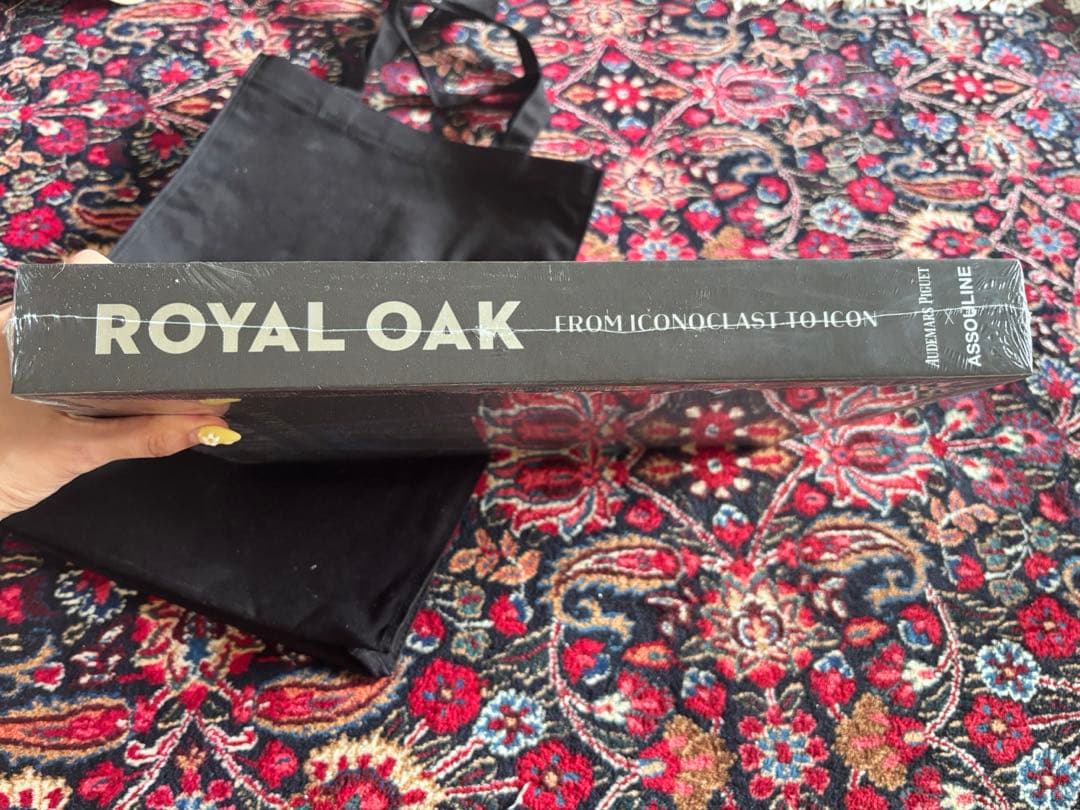 ROYAL OAK
FROM ICONOCLAST TO ICON
AUDEMARS PIGUET
ASSOULINE